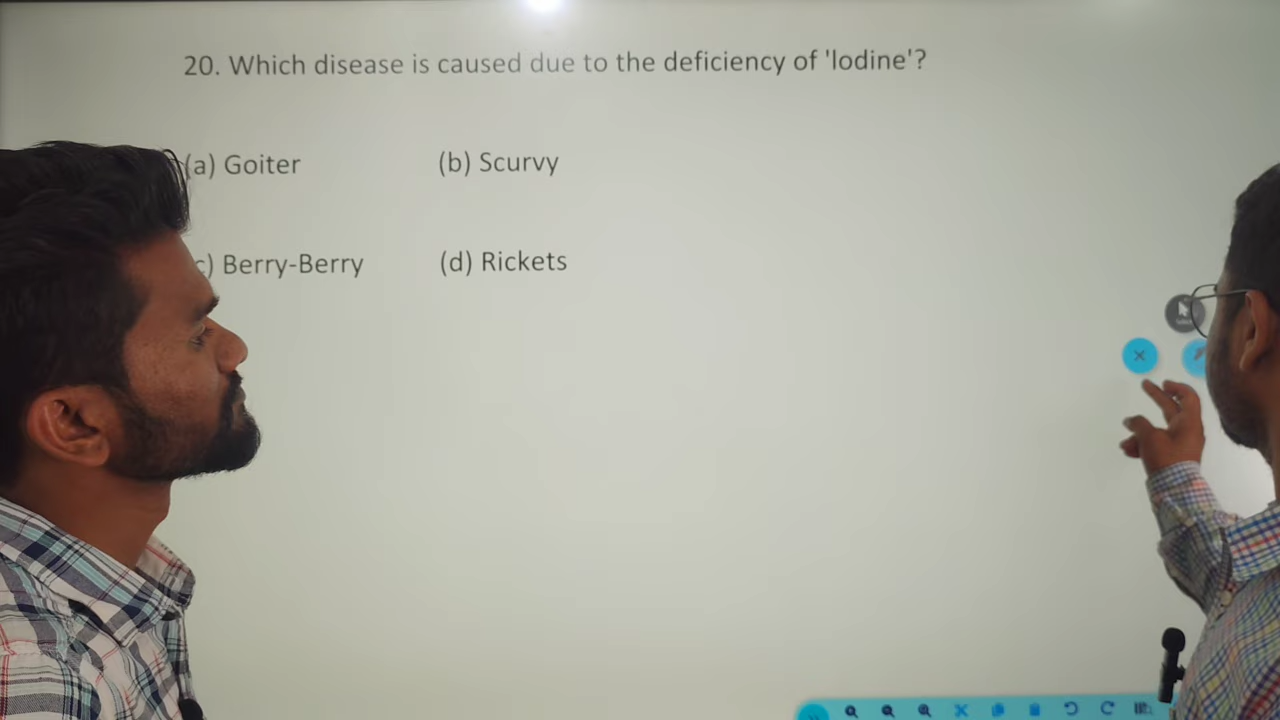 20. Which disease is caused due to the deficiency of 'Iodine'?
(a) Goiter (b) Scurvy
c) Berry-Berry (d) Rickets